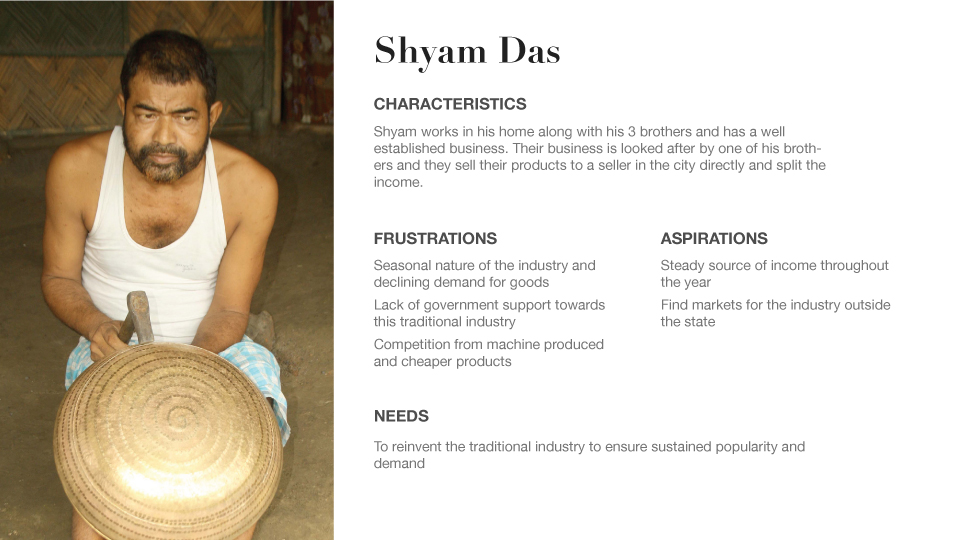 Shyam Das
CHARACTERISTICS
Shyam works in his home along with his 3 brothers and has a well
established business. Their business is looked after by one of his broth-
ers and they sell their products to a seller in the city directly and split the
income.
FRUSTRATIONS
Seasonal nature of the industry and
declining demand for goods
Lack of government support towards
this traditional industry
Competition from machine produced
and cheaper products
ASPIRATIONS
Steady source of income throughout
the year
Find markets for the industry outside
the state
NEEDS
To reinvent the traditional industry to ensure sustained popularity and
demand